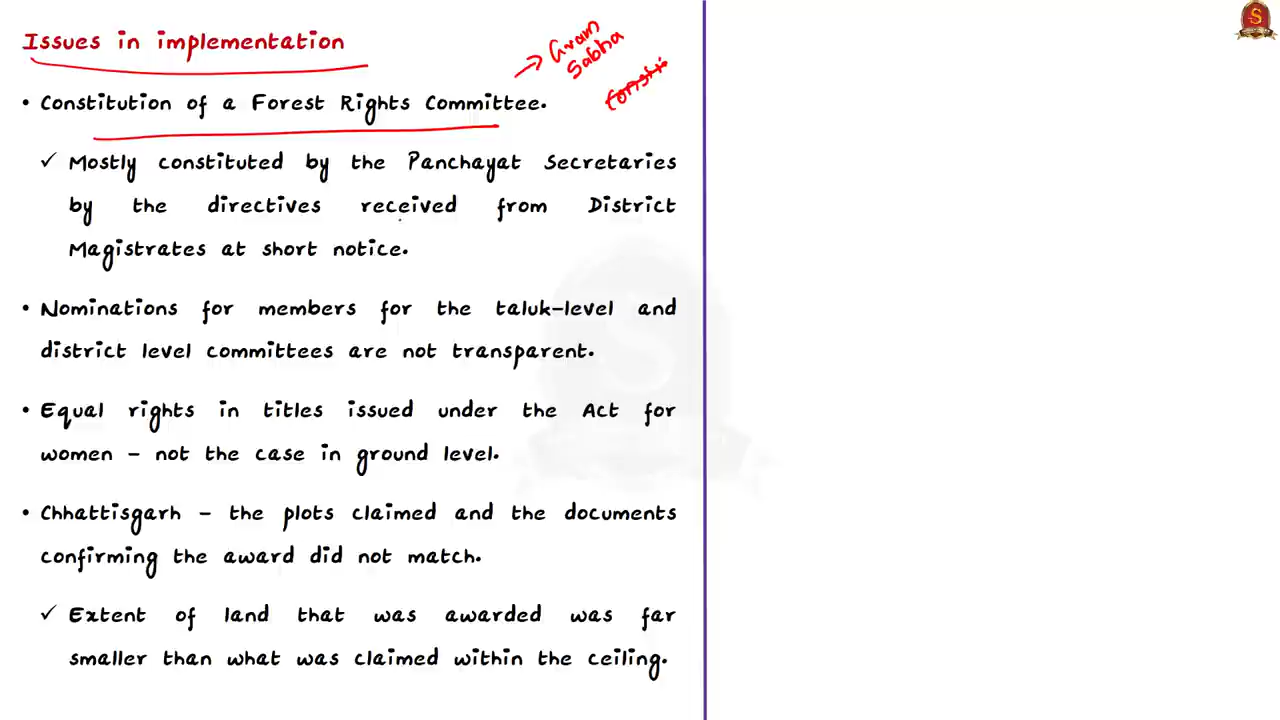 Issues in implementation
→ Gram
Sabha
• Constitution of a Forest Rights Committee.
✓ Mostly constituted by the Panchayat Secretaries
by the directives received from District
Magistrates at short notice.
• Nominations for members for the taluk-level and
district level committees are not transparent.
• Equal rights in titles issued under the Act for
women - not the case in ground level.
• Chhattisgarh - the plots claimed and the documents
confirming the award did not match.
✓ Extent of land that was awarded was far
smaller than what was claimed within the ceiling.
S